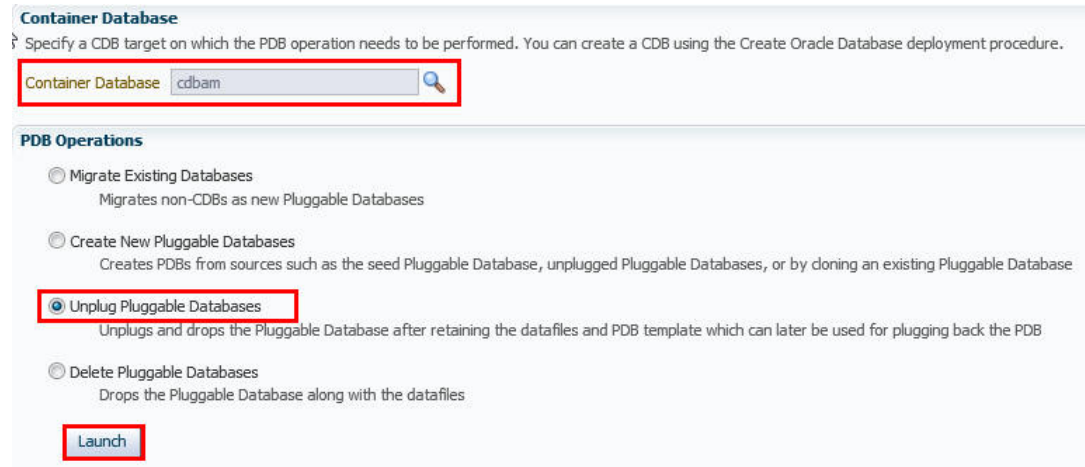 Container Database
Specify a CDB target on which the PDB operation needs to be performed. You can create a CDB using the Create Oracle Database deployment procedure.
Container Database cdbam
PDB Operations
Migrate Existing Databases
Migrates non-CDBs as new Pluggable Databases
Create New Pluggable Databases
Creates PDBs from sources such as the seed Pluggable Database, unplugged Pluggable Databases, or by cloning an existing Pluggable Database
Unplug Pluggable Databases
Unplugs and drops the Pluggable Database after retaining the datafiles and PDB template which can later be used for plugging back the PDB
Delete Pluggable Databases
Drops the Pluggable Database along with the datafiles
Launch